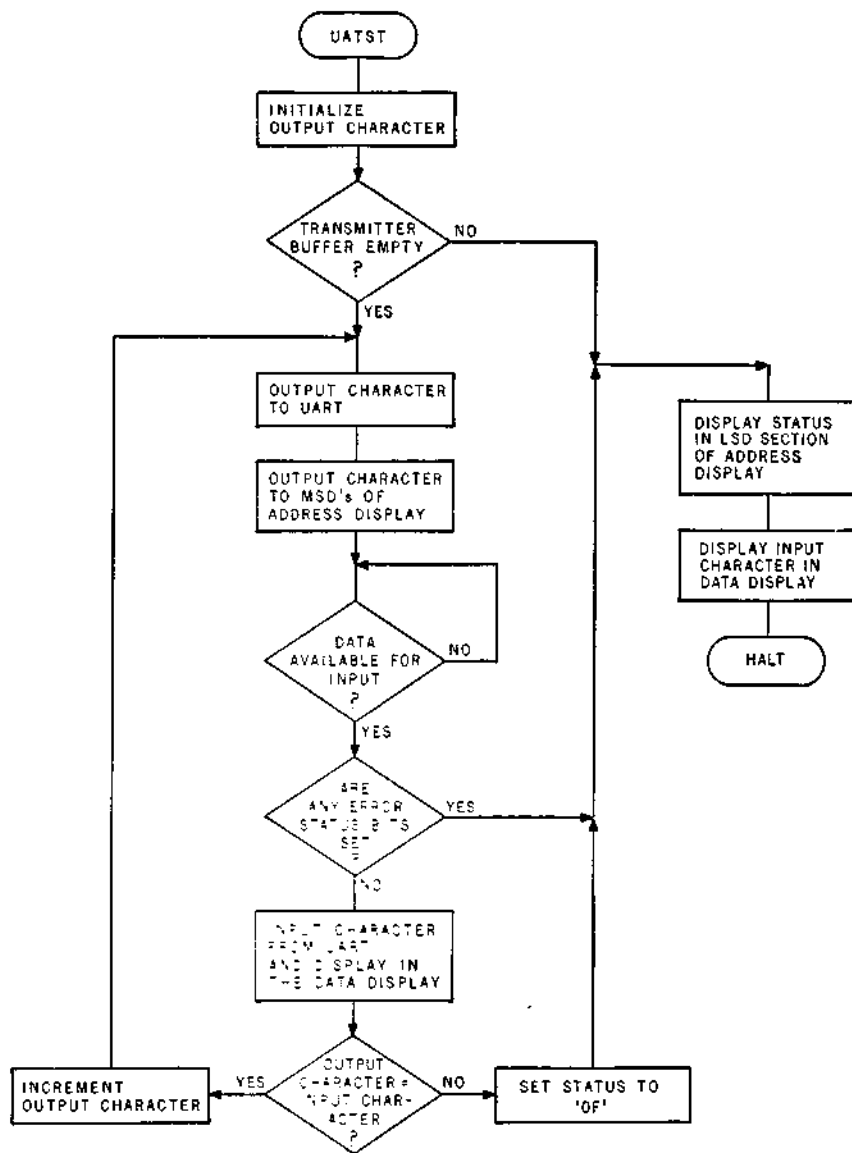 UATST
INITIALIZE
OUTPUT CHARACTER
TRANSMITTER
BUFFER EMPTY
?
NO
YES
OUTPUT CHARACTER
TO UART
OUTPUT CHARACTER
TO MSD's OF
ADDRESS DISPLAY
DATA
AVAILABLE FOR
INPUT
?
NO
YES
ARE
ANY ERROR
STATUS BITS
SET
?
YES
NO
INPUT CHARACTER
FROM UART
AND DISPLAY IN
THE DATA DISPLAY
OUTPUT
CHARACTER =
INPUT CHAR-
ACTER
?
YES
NO
INCREMENT
OUTPUT CHARACTER
SET STATUS TO
'OF'
DISPLAY STATUS
IN LSD SECTION
OF ADDRESS
DISPLAY
DISPLAY INPUT
CHARACTER IN
DATA DISPLAY
HALT